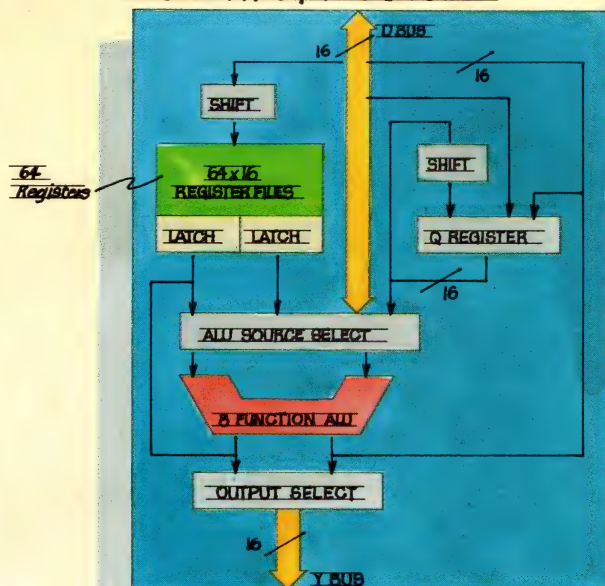 D BUS
16
16
SHIFT
64
Registers
64 x 16
REGISTER FILES
SHIFT
LATCH
LATCH
Q REGISTER
16
ALU SOURCE SELECT
8 FUNCTION ALU
OUTPUT SELECT
16
Y BUS